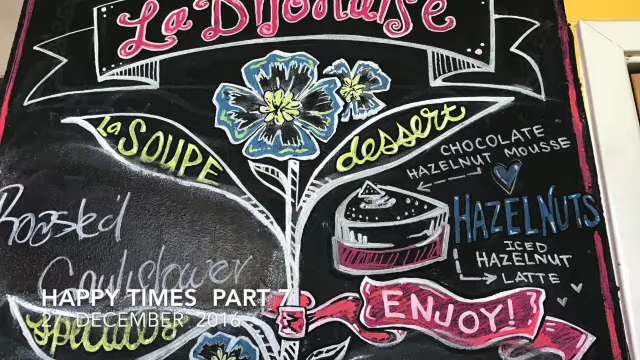 La Dijonaise
La SOUPE
dessert
CHOCOLATE
HAZELNUT MOUSSE
HAZELNUTS
ICED
HAZELNUT
LATTE
Roasted
Cauliflower
HAPPY TIMES PART 7
27. DECEMBER 2016
specials
ENJOY!